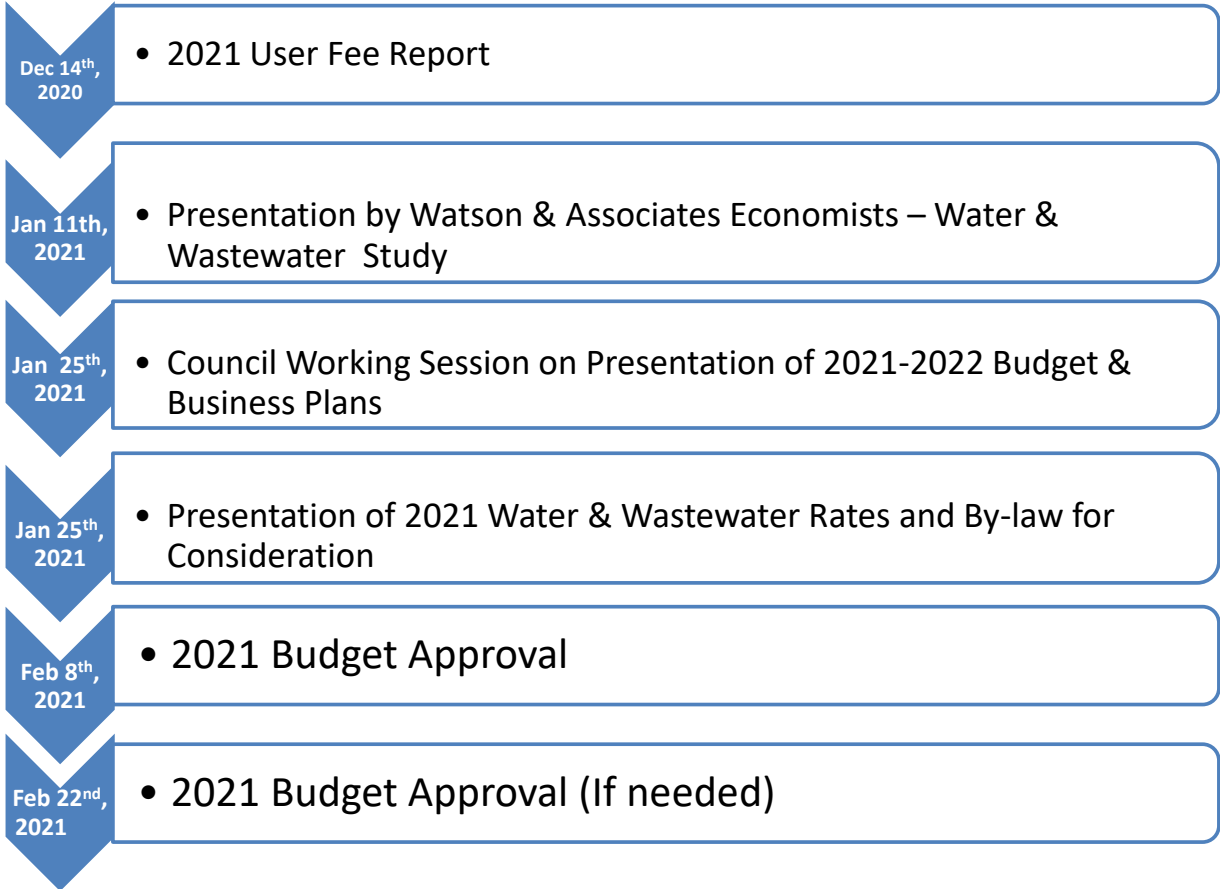 Dec 14th,
2020
• 2021 User Fee Report
Jan 11th,
2021
• Presentation by Watson & Associates Economists – Water &
Wastewater Study
Jan 25th,
2021
• Council Working Session on Presentation of 2021-2022 Budget &
Business Plans
Jan 25th,
2021
• Presentation of 2021 Water & Wastewater Rates and By-law for
Consideration
Feb 8th,
2021
• 2021 Budget Approval
Feb 22nd,
2021
• 2021 Budget Approval (If needed)